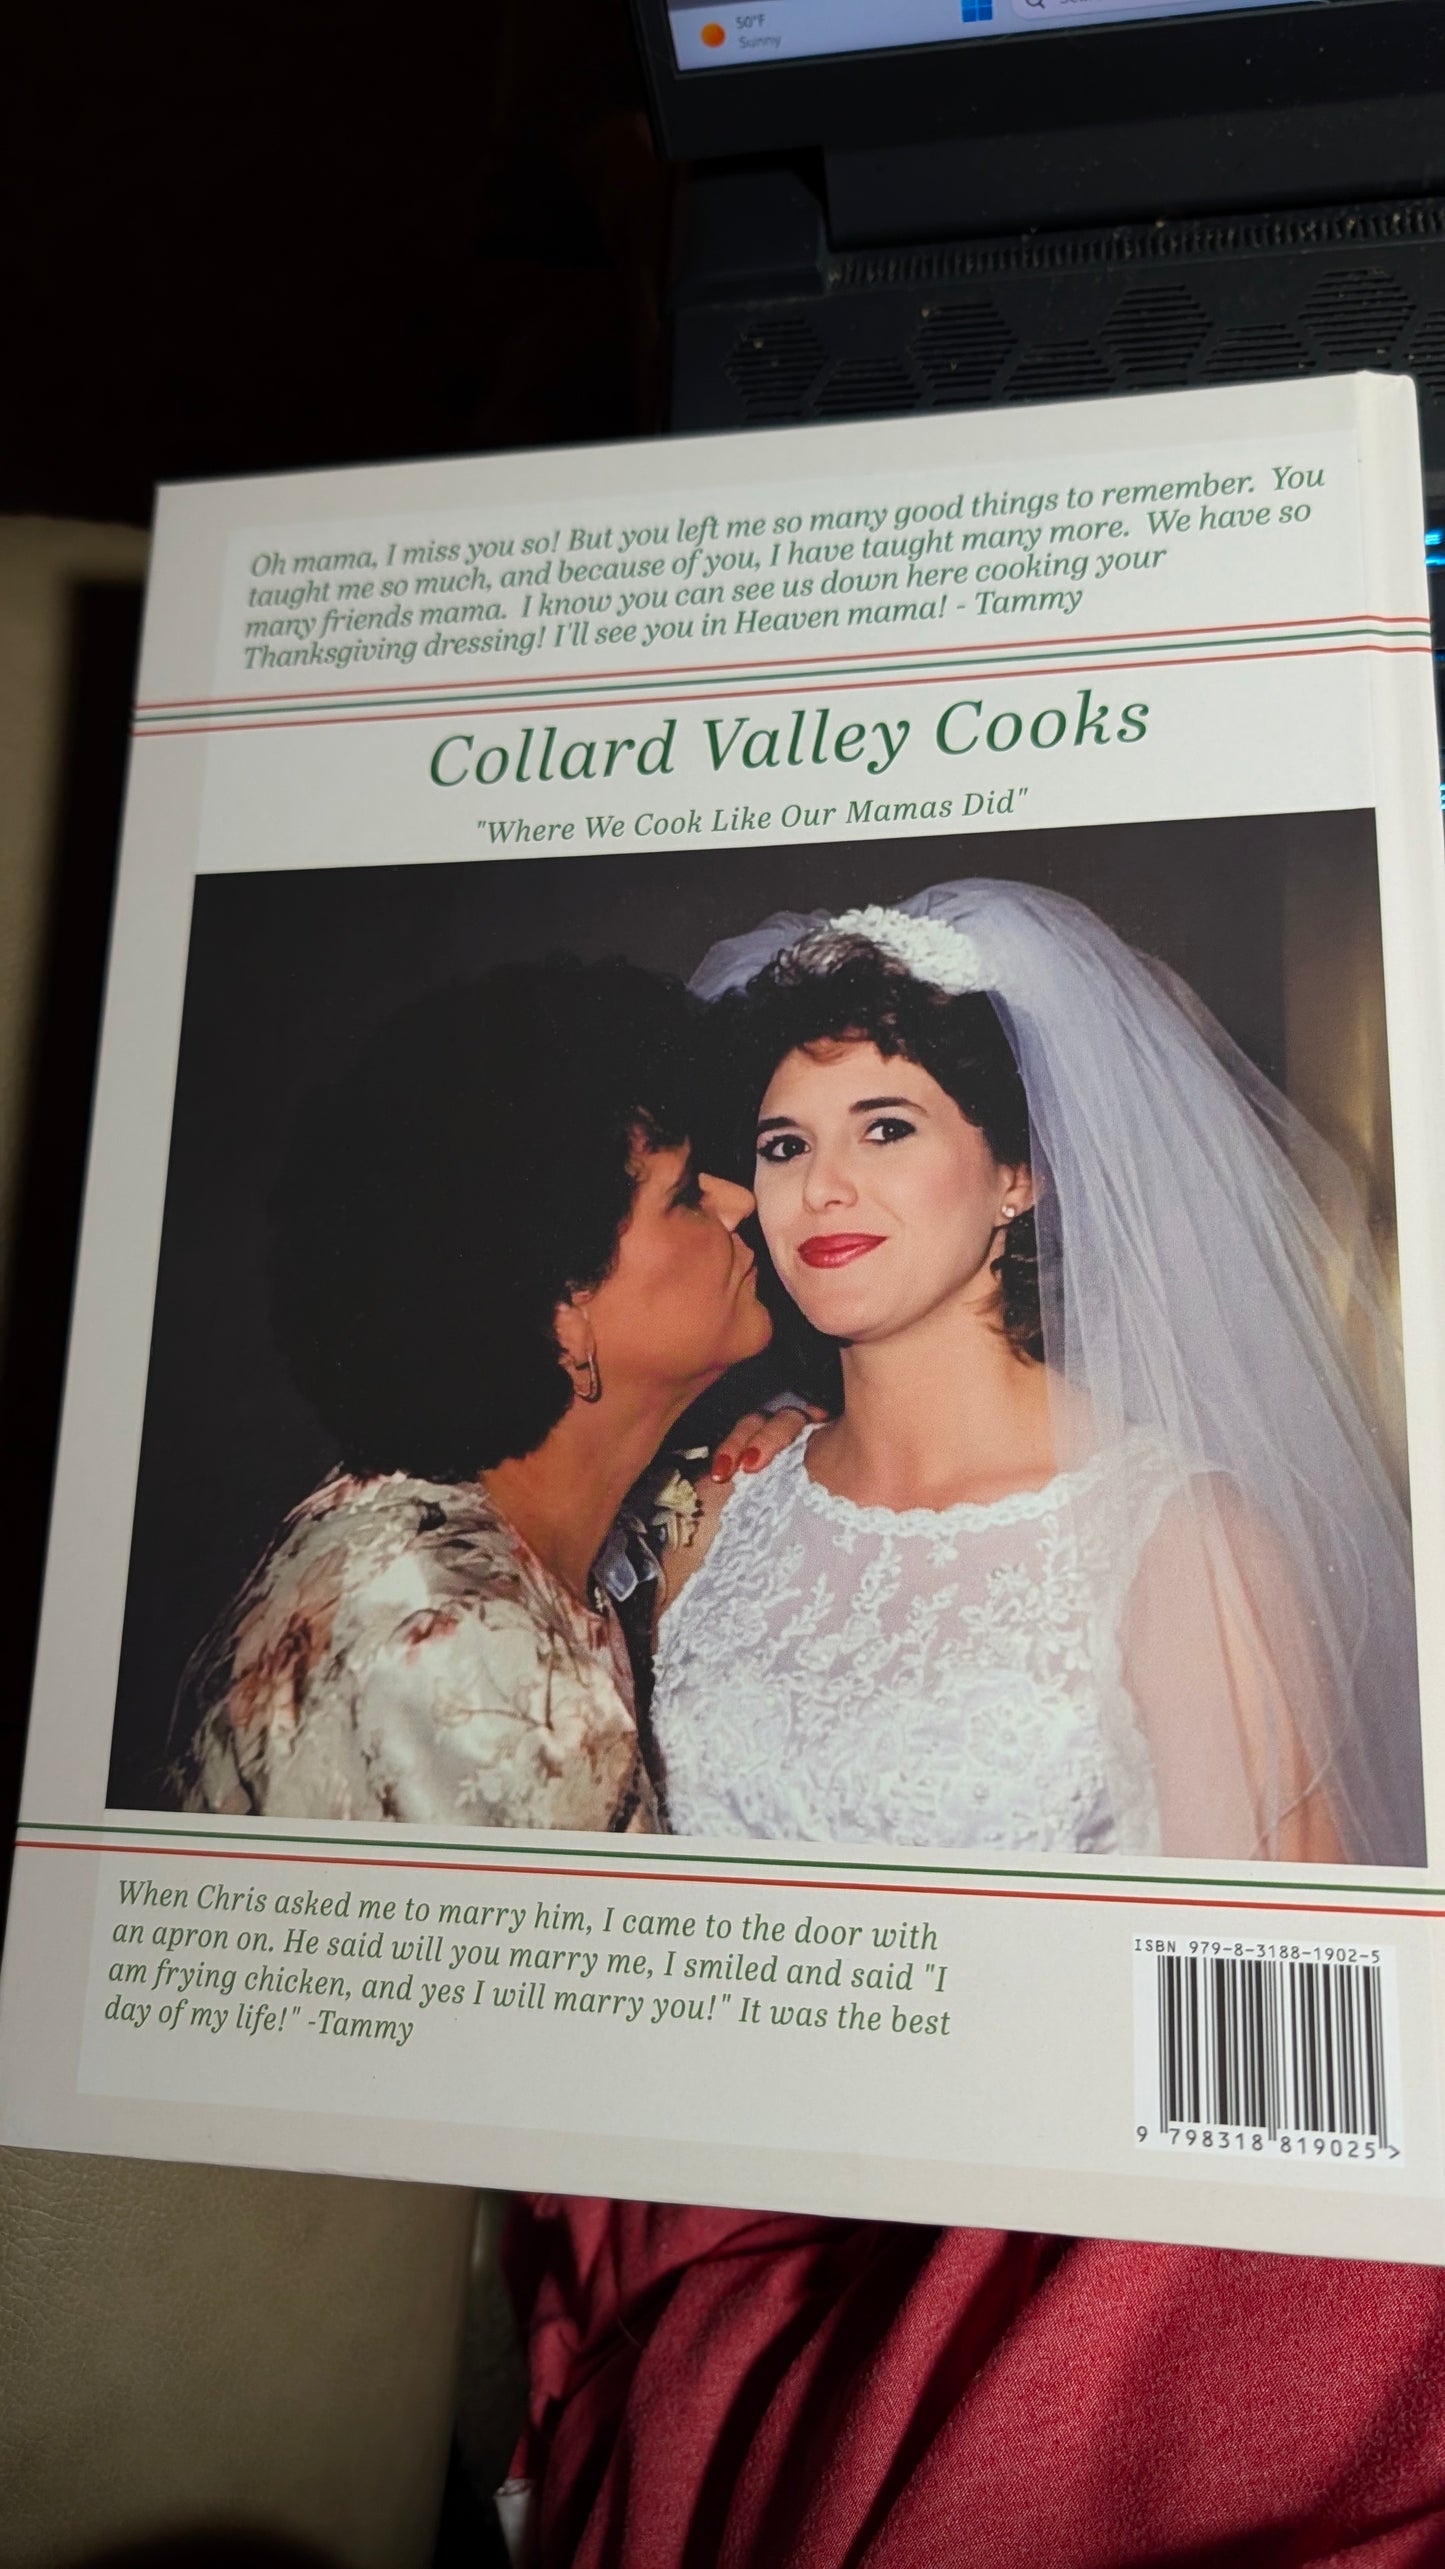 50°F
Sunny
Oh mama, I miss you so! But you left me so many good things to remember. You
taught me so much, and because of you, I have taught many more. We have so
many friends mama. I know you can see us down here cooking your
Thanksgiving dressing! I'll see you in Heaven mama! - Tammy
Collard Valley Cooks
"Where We Cook Like Our Mamas Did"
When Chris asked me to marry him, I came to the door with
an apron on. He said will you marry me, I smiled and said "I
am frying chicken, and yes I will marry you!" It was the best
day of my life!" -Tammy
ISBN 979-8-3188-1902-5
9 798318 819025 >